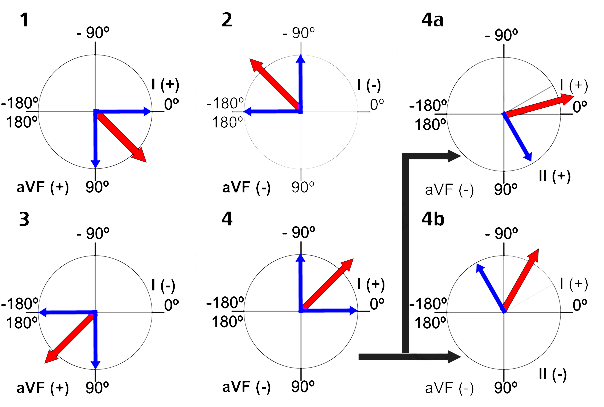 1
- 90º
I (+)
-180º
0º
180º
aVF (+)
90º
2
- 90º
I (-)
-180º
0º
180º
aVF (-)
90º
4a
- 90º
I (+)
-180º
0º
180º
aVF (-)
90º
II (+)
3
- 90º
I (-)
-180º
0º
180º
aVF (+)
90º
4
- 90º
I (+)
-180º
0º
180º
aVF (-)
90º
4b
- 90º
I (+)
-180º
0º
180º
aVF (-)
90º
II (-)